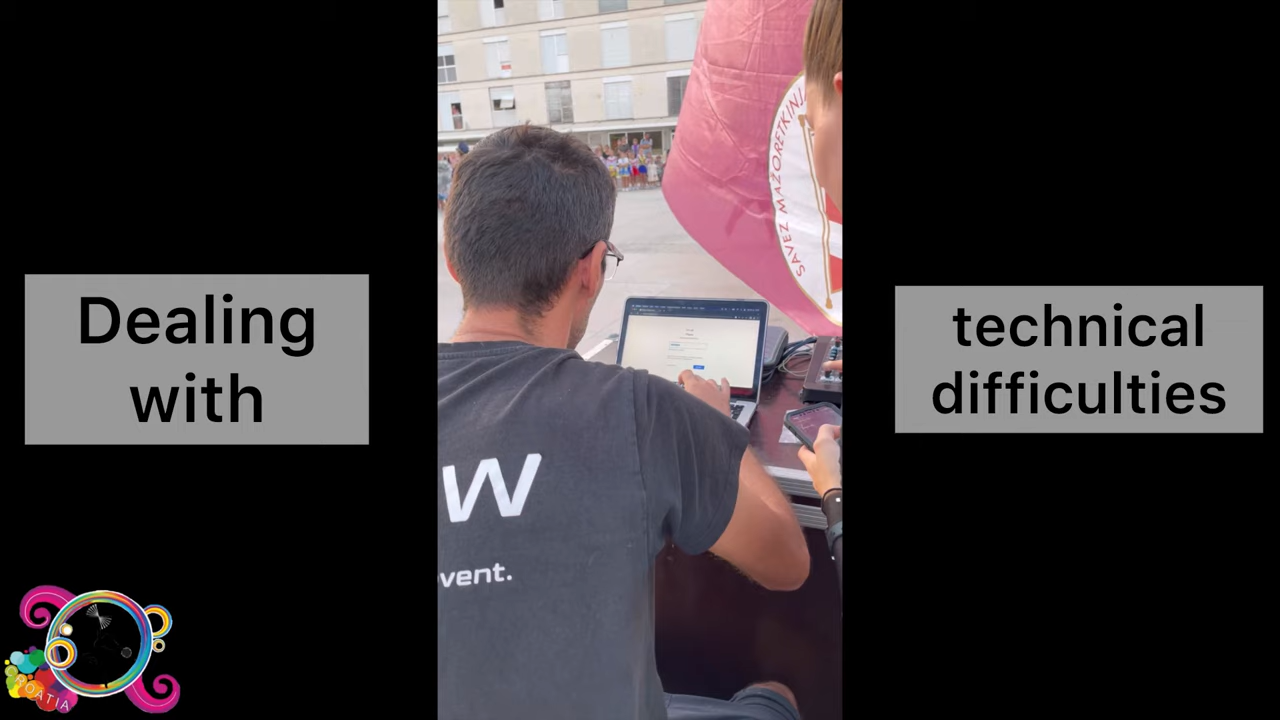 Dealing
with
technical
difficulties
SAVEZ MAŽORETKINJ
W
vent.
ROATIA